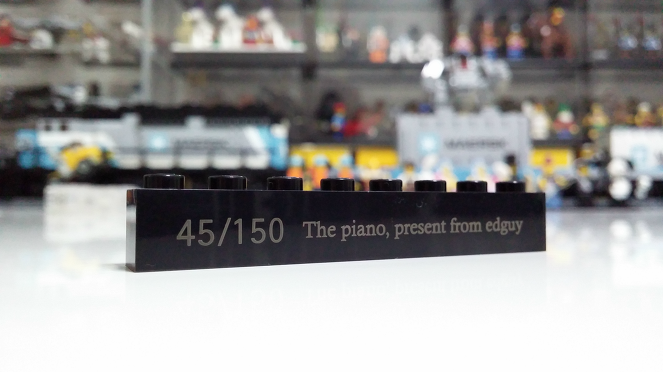 45/150 The piano, present from edguy